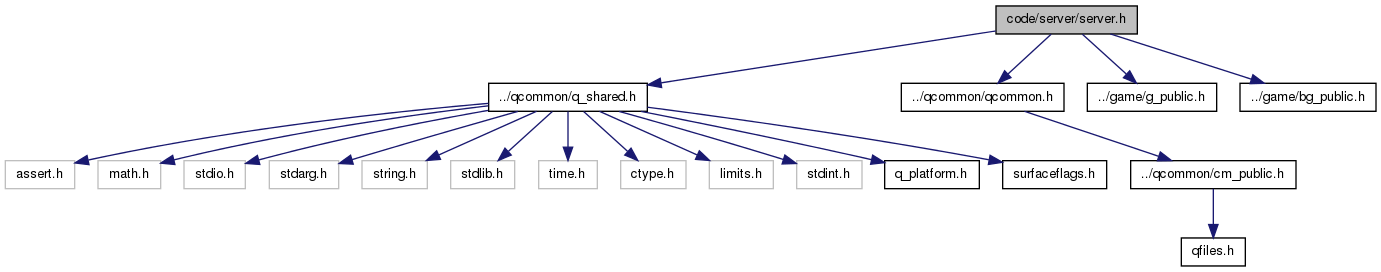 code/server/server.h
../qcommon/q_shared.h
../qcommon/qcommon.h
../game/g_public.h
../game/bg_public.h
assert.h
math.h
stdio.h
stdarg.h
string.h
stdlib.h
time.h
ctype.h
limits.h
stdint.h
q_platform.h
surfaceflags.h
../qcommon/cm_public.h
qfiles.h